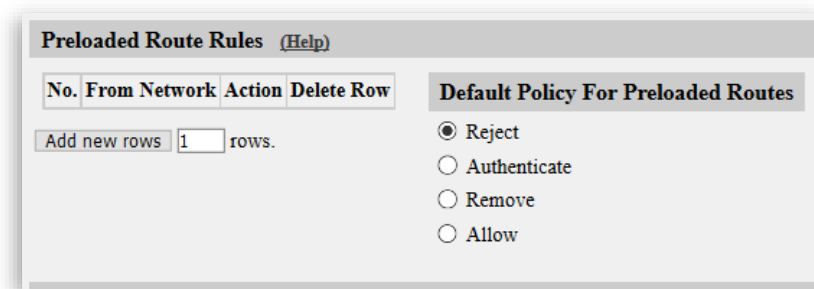 Preloaded Route Rules (Help)
No. From Network Action Delete Row
Add new rows 1 rows.
Default Policy For Preloaded Routes
Reject
Authenticate
Remove
Allow